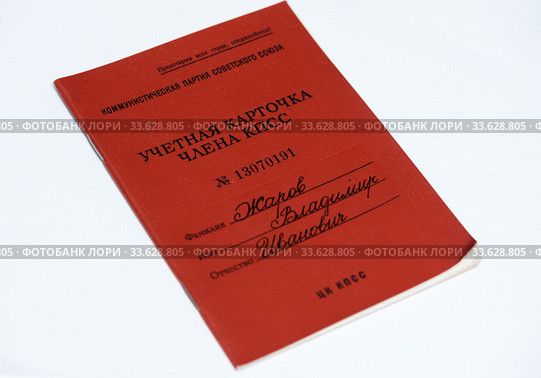 Пролетарии всех стран, соединяйтесь!
КОММУНИСТИЧЕСКАЯ ПАРТИЯ СОВЕТСКОГО СОЮЗА
33.628.805 · ФОТОБАНК ЛОРИ · 33.628.805 · ФОТОБАНК ЛОРИ · 33.628.805 · ФОТОБАНК ЛОРИ
УЧЕТНАЯ КАРТОЧКА
ЧЛЕНА КПСС
№ 13070191
Фамилия Жаров
Владимир
33.628.805 · ФОТОБАНК ЛОРИ · 33.628.805 · ФОТОБАНК ЛОРИ · 33.628.805 · ФОТОБАНК ЛОРИ
Отчество Иванович
ЦК КПСС